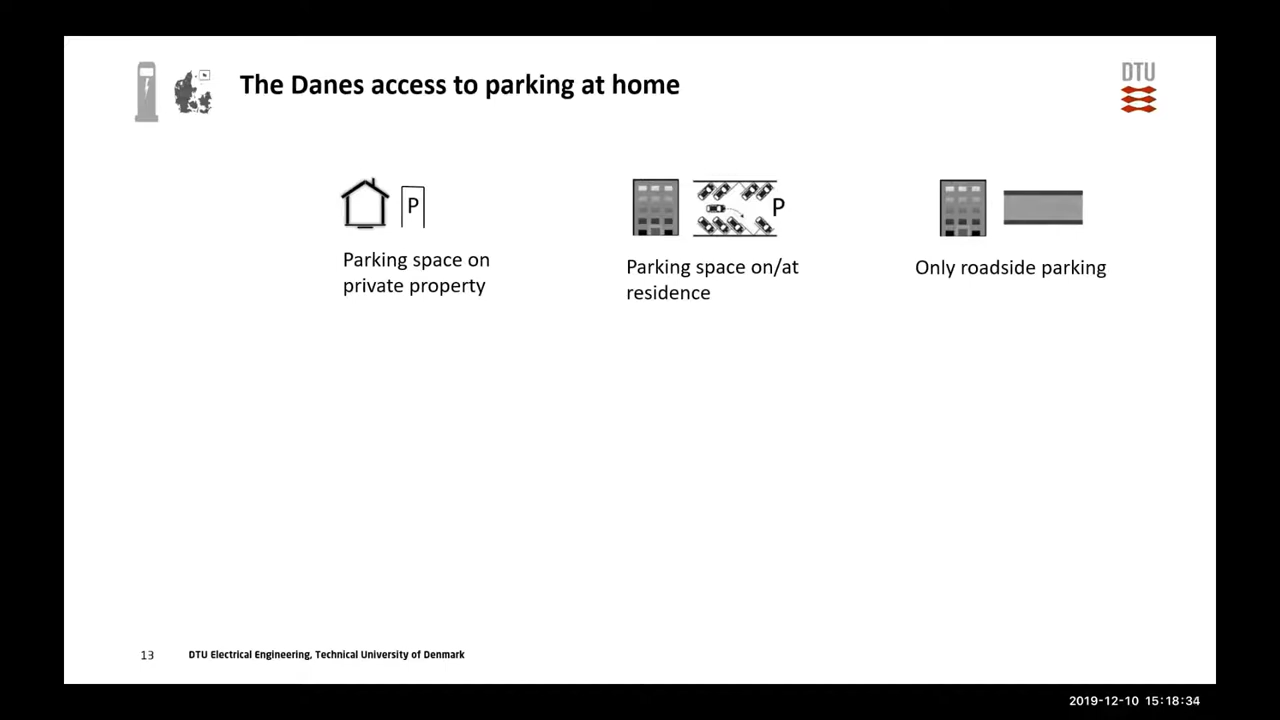 The Danes access to parking at home
DTU
P
P
Parking space on
private property
Parking space on/at
residence
Only roadside parking
13
DTU Electrical Engineering, Technical University of Denmark
2019-12-10 15:18:34